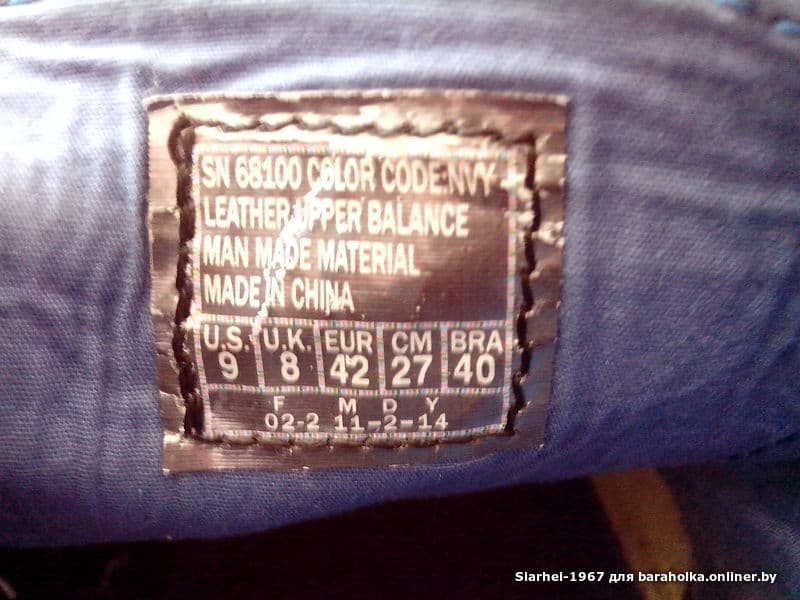 SN 68100 COLOR CODE:NVY
LEATHER UPPER BALANCE
MAN MADE MATERIAL
MADE IN CHINA
U.S. U.K. EUR CM BRA
9 8 42 27 40
F M D Y
02-2 11-2-14
Slarhei-1967 для baraholka.onliner.by